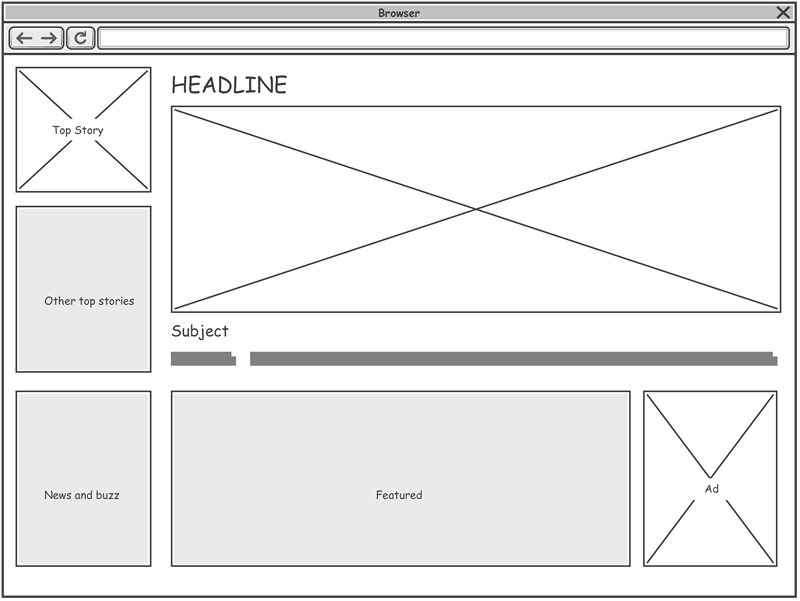 Browser
HEADLINE
Top Story
Other top stories
Subject
News and buzz
Featured
Ad